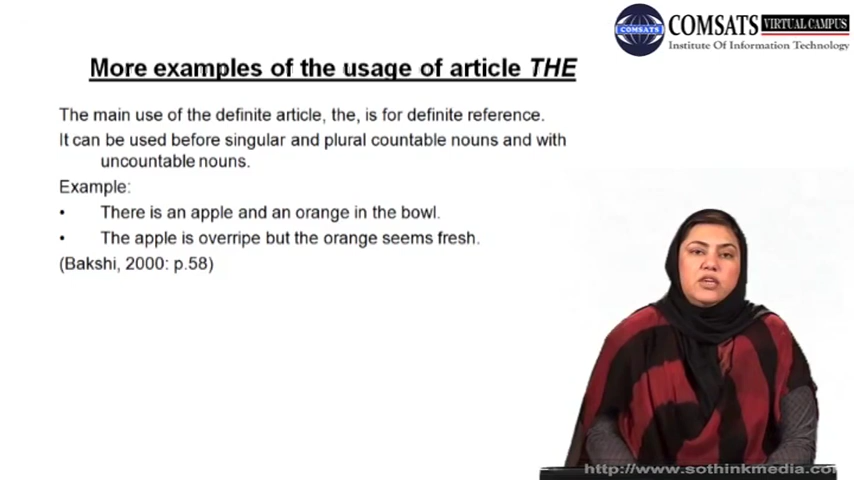 COMSATS
COMSATS VIRTUAL CAMPUS
Institute Of Information Technology
More examples of the usage of article THE
The main use of the definite article, the, is for definite reference.
It can be used before singular and plural countable nouns and with
uncountable nouns.
Example:
• There is an apple and an orange in the bowl.
• The apple is overripe but the orange seems fresh.
(Bakshi, 2000: p.58)
http://www.sothinkmedia.co